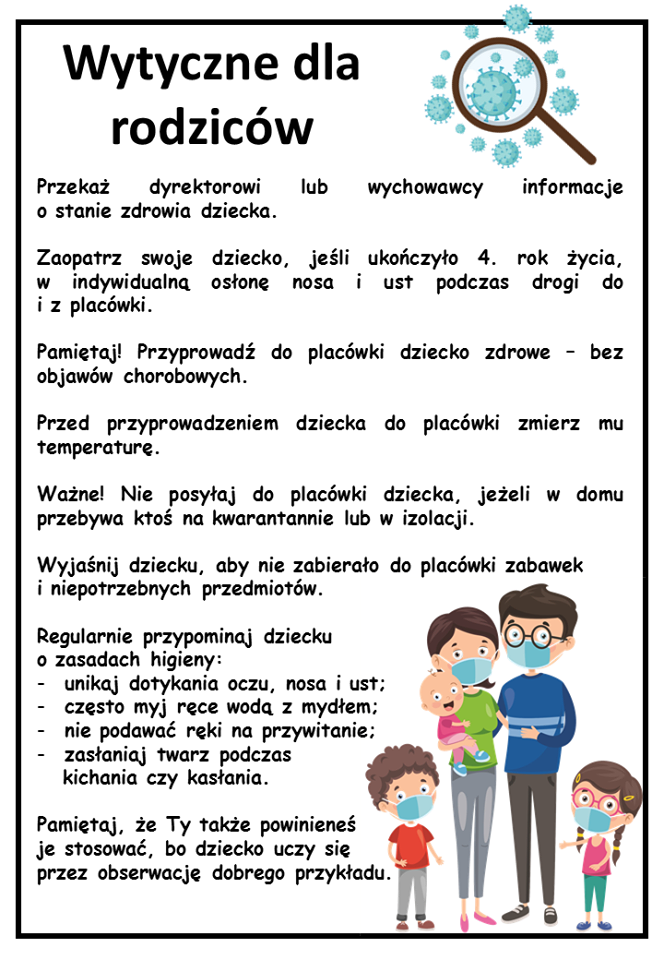 Wytyczne dla
rodziców
Przekaż dyrektorowi lub wychowawcy informacje
o stanie zdrowia dziecka.
Zaopatrz swoje dziecko, jeśli ukończyło 4. rok życia,
w indywidualną osłonę nosa i ust podczas drogi do
i z placówki.
Pamiętaj! Przyprowadź do placówki dziecko zdrowe – bez
objawów chorobowych.
Przed przyprowadzeniem dziecka do placówki zmierz mu
temperaturę.
Ważne! Nie posyłaj do placówki dziecka, jeżeli w domu
przebywa ktoś na kwarantannie lub w izolacji.
Wyjaśnij dziecku, aby nie zabierało do placówki zabawek
i niepotrzebnych przedmiotów.
Regularnie przypominaj dziecku
o zasadach higieny:
- unikaj dotykania oczu, nosa i ust;
- często myj ręce wodą z mydłem;
- nie podawać ręki na przywitanie;
- zasłaniaj twarz podczas
kichania czy kasłania.
Pamiętaj, że Ty także powinieneś
je stosować, bo dziecko uczy się
przez obserwację dobrego przykładu.